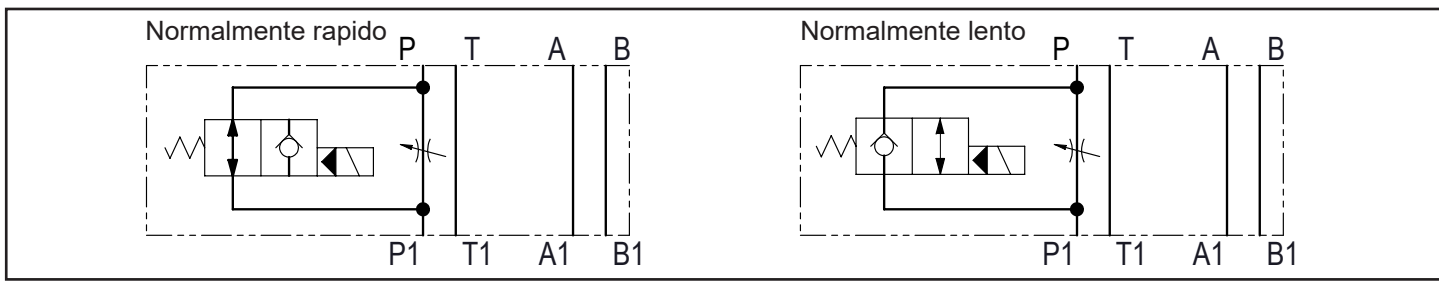 Normalmente rapido
P T A B
P1 T1 A1 B1
Normalmente lento
P T A B
P1 T1 A1 B1